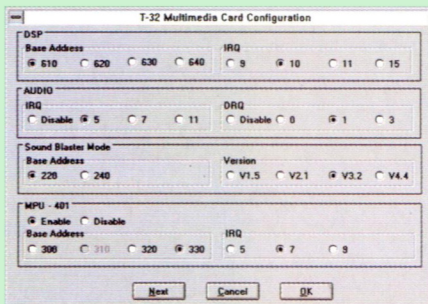 T-32 Multimedia Card Configuration
DSP
Base Address
610 620 630 640
IRQ
9 10 11 15
AUDIO
IRQ
Disable 5 7 11
DRQ
Disable 0 1 3
Sound Blaster Mode
Base Address
220 240
Version
V1.5 V2.1 V3.2 V4.4
MPU - 401
Enable Disable
Base Address
300 310 320 330
IRQ
5 7 9
Next Cancel OK